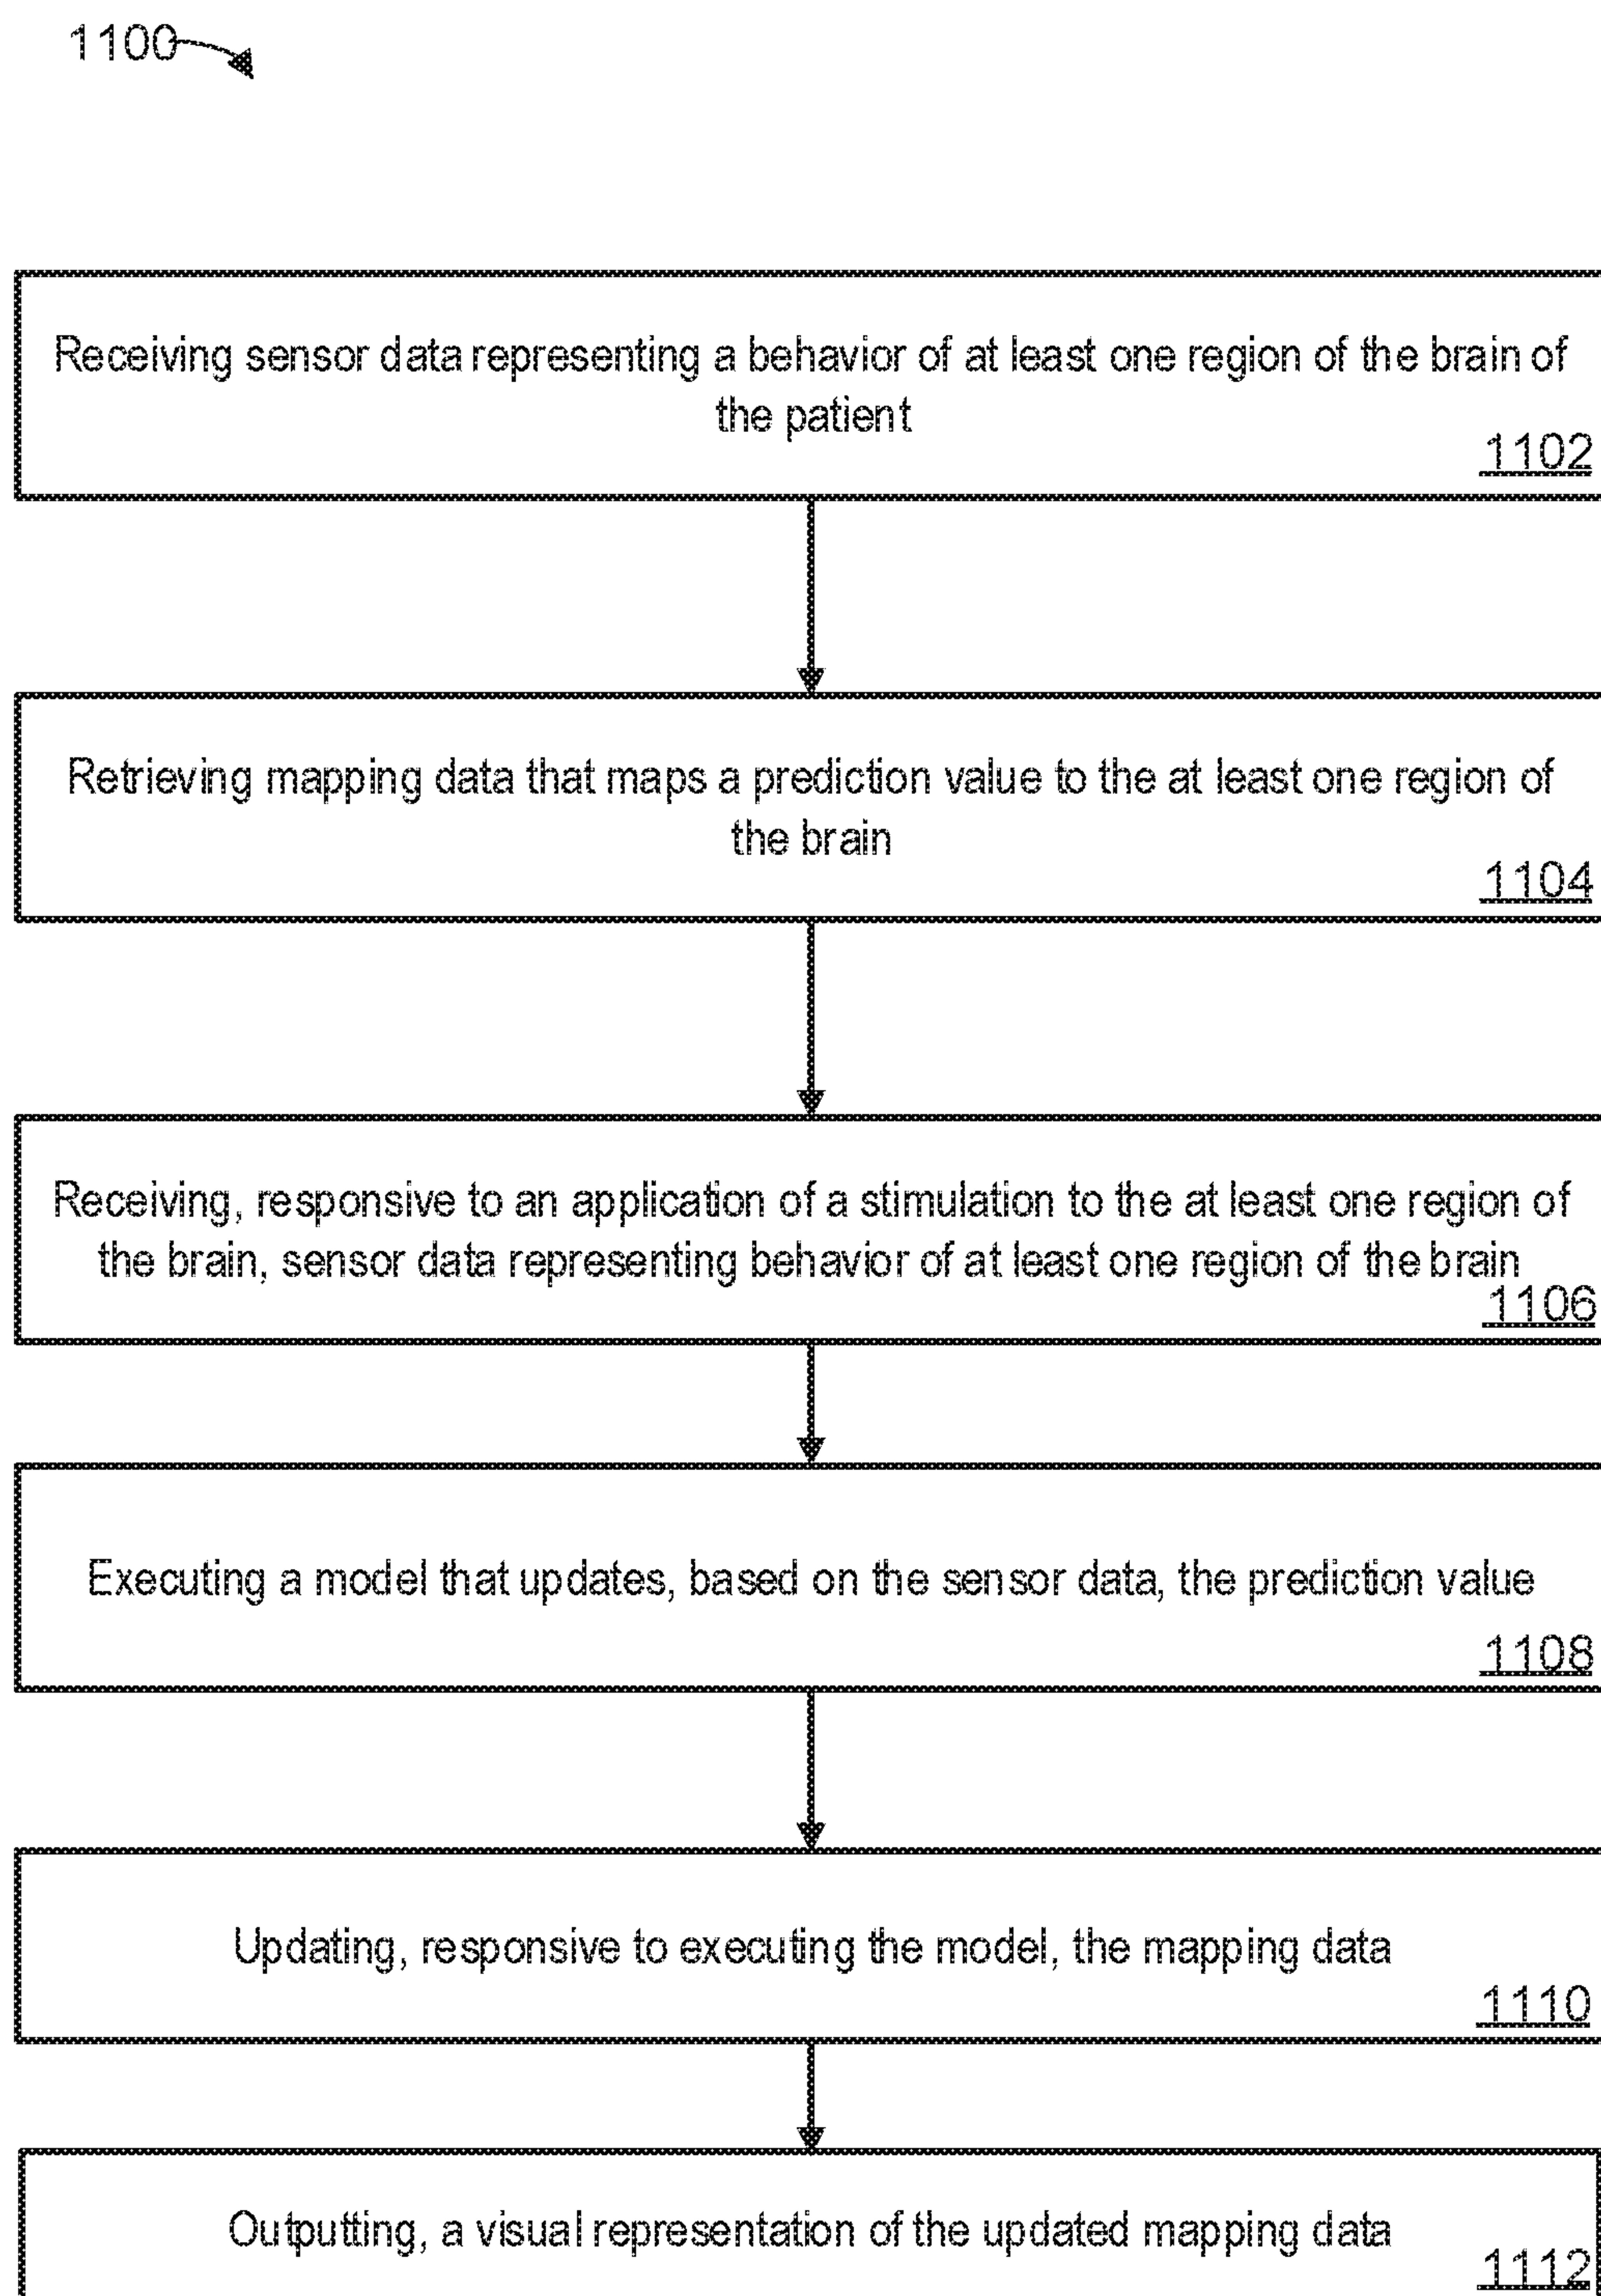 1100
Receiving sensor data representing a behavior of at least one region of the brain of
the patient
1102
Retrieving mapping data that maps a prediction value to the at least one region of
the brain
1104
Receiving, responsive to an application of a stimulation to the at least one region of
the brain, sensor data representing behavior of at least one region of the brain
1106
Executing a model that updates, based on the sensor data, the prediction value
1108
Updating, responsive to executing the model, the mapping data
1110
Outputting, a visual representation of the updated mapping data
1112